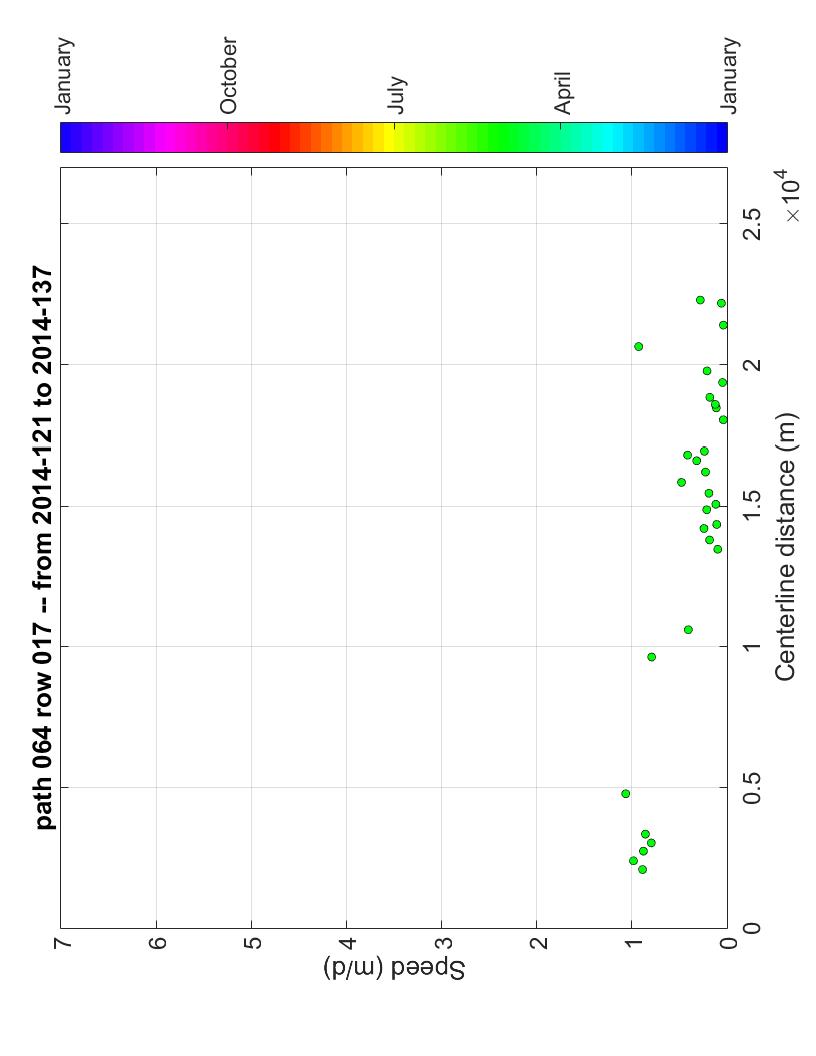 path 064 row 017 -- from 2014-121 to 2014-137
Speed (m/d)
7
6
5
4
3
2
1
0
0
0.5
1
1.5
2
2.5
×10⁴
Centerline distance (m)
January
October
July
April
January